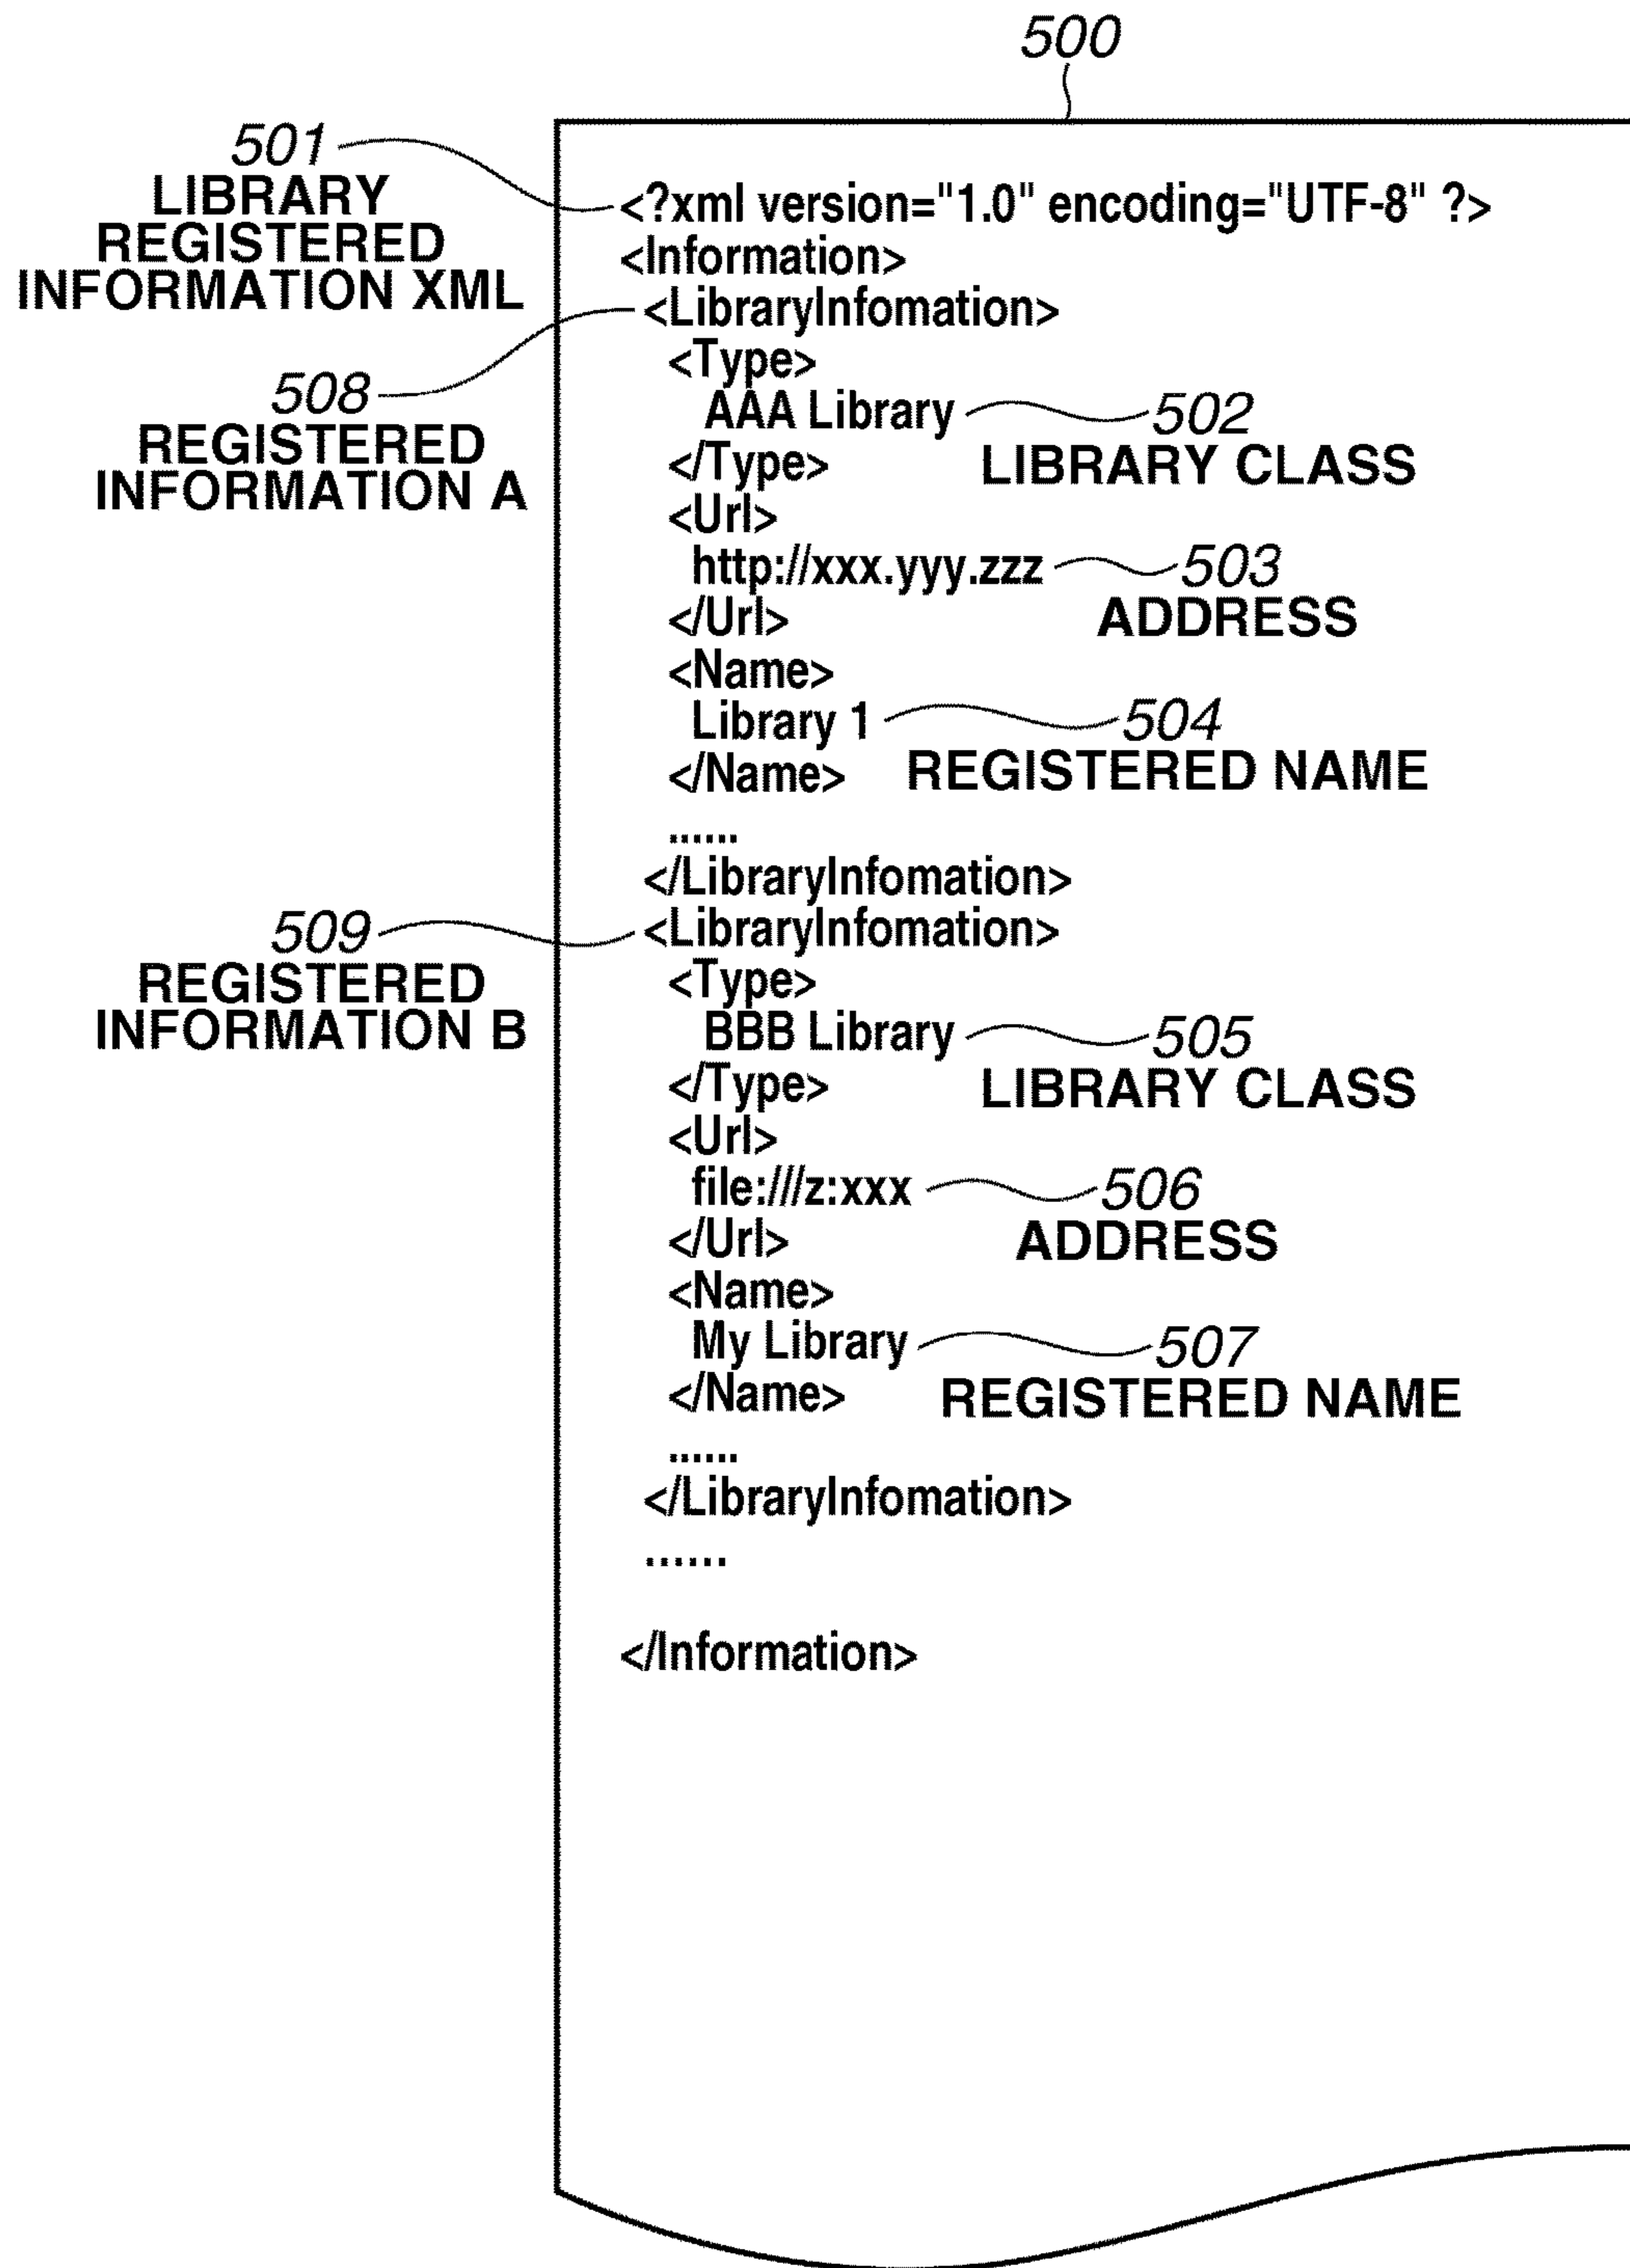 500
501
LIBRARY
REGISTERED
INFORMATION XML
<?xml version="1.0" encoding="UTF-8" ?>
<Information>
<LibraryInfomation>
508
REGISTERED
INFORMATION A
<Type>
AAA Library
502
</Type>
LIBRARY CLASS
<Url>
http://xxx.yyy.zzz
503
</Url>
ADDRESS
<Name>
Library 1
504
</Name>
REGISTERED NAME
......
</LibraryInfomation>
509
REGISTERED
INFORMATION B
<LibraryInfomation>
<Type>
BBB Library
505
</Type>
LIBRARY CLASS
<Url>
file:///z:xxx
506
</Url>
ADDRESS
<Name>
My Library
507
</Name>
REGISTERED NAME
......
</LibraryInfomation>
......
</Information>